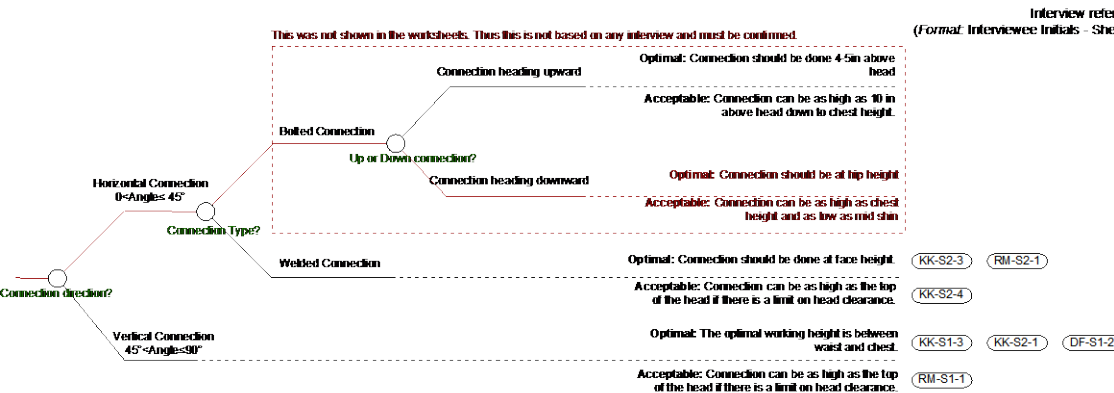 Interview refer
(Format: Interviewee Initials - She
This was not shown in the worksheets. Thus this is not based on any interview and must be confirmed.
Optimal: Connection should be done 4-5in above
head
Connection heading upward
Acceptable: Connection can be as high as 10 in
above head down to chest height.
Bolted Connection
Up or Down connection?
Connection heading downward
Optimal: Connection should be at hip height
Acceptable: Connection can be as high as chest
height and as low as mid shin
Horizontal Connection
0<Angle≤ 45°
Connection Type?
Welded Connection
Optimal: Connection should be done at face height.
KK-S2-3
RM-S2-1
Acceptable: Connection can be as high as the top
of the head if there is a limit on head clearance.
KK-S2-4
Connection direction?
Vertical Connection
45°<Angle≤90°
Optimal: The optimal working height is between
waist and chest.
KK-S1-3
KK-S2-1
DF-S1-2
Acceptable: Connection can be as high as the top
of the head if there is a limit on head clearance.
RM-S1-1